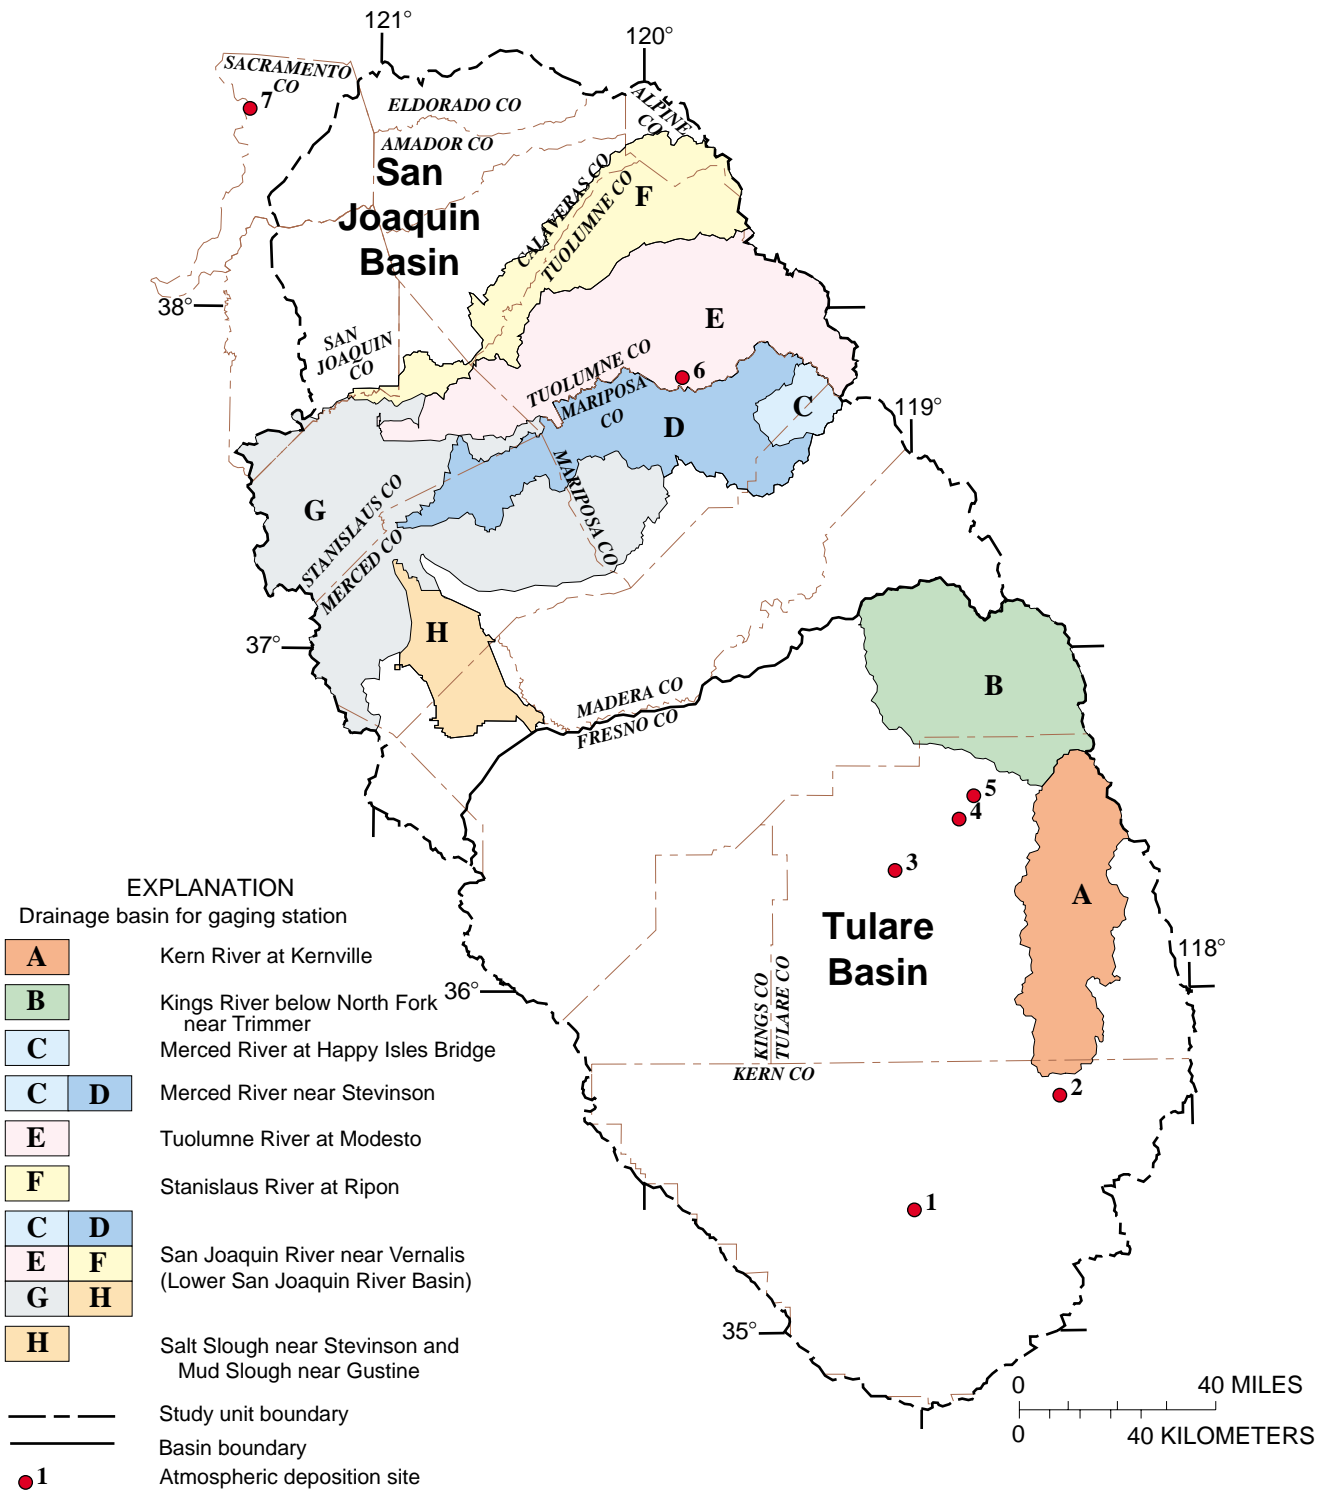 121°
120°
SACRAMENTO
CO
7
ELDORADO CO
ALPINE
CO
AMADOR CO
San
Joaquin
Basin
CALAVERAS CO
TUOLUMNE CO
F
38°
SAN
JOAQUIN
CO
E
TUOLUMNE CO
6
MARIPOSA
CO
C
119°
D
MARIPOSA CO
G
STANISLAUS CO
MERCED CO
H
37°
MADERA CO
FRESNO CO
B
5
4
3
A
Tulare
Basin
118°
36°
KINGS CO
TULARE CO
KERN CO
2
1
35°
EXPLANATION
Drainage basin for gaging station
A Kern River at Kernville
B Kings River below North Fork
near Trimmer
C Merced River at Happy Isles Bridge
C D Merced River near Stevinson
E Tuolumne River at Modesto
F Stanislaus River at Ripon
C D
E F San Joaquin River near Vernalis
(Lower San Joaquin River Basin)
G H
H Salt Slough near Stevinson and
Mud Slough near Gustine
Study unit boundary
Basin boundary
1 Atmospheric deposition site
0 40 MILES
0 40 KILOMETERS